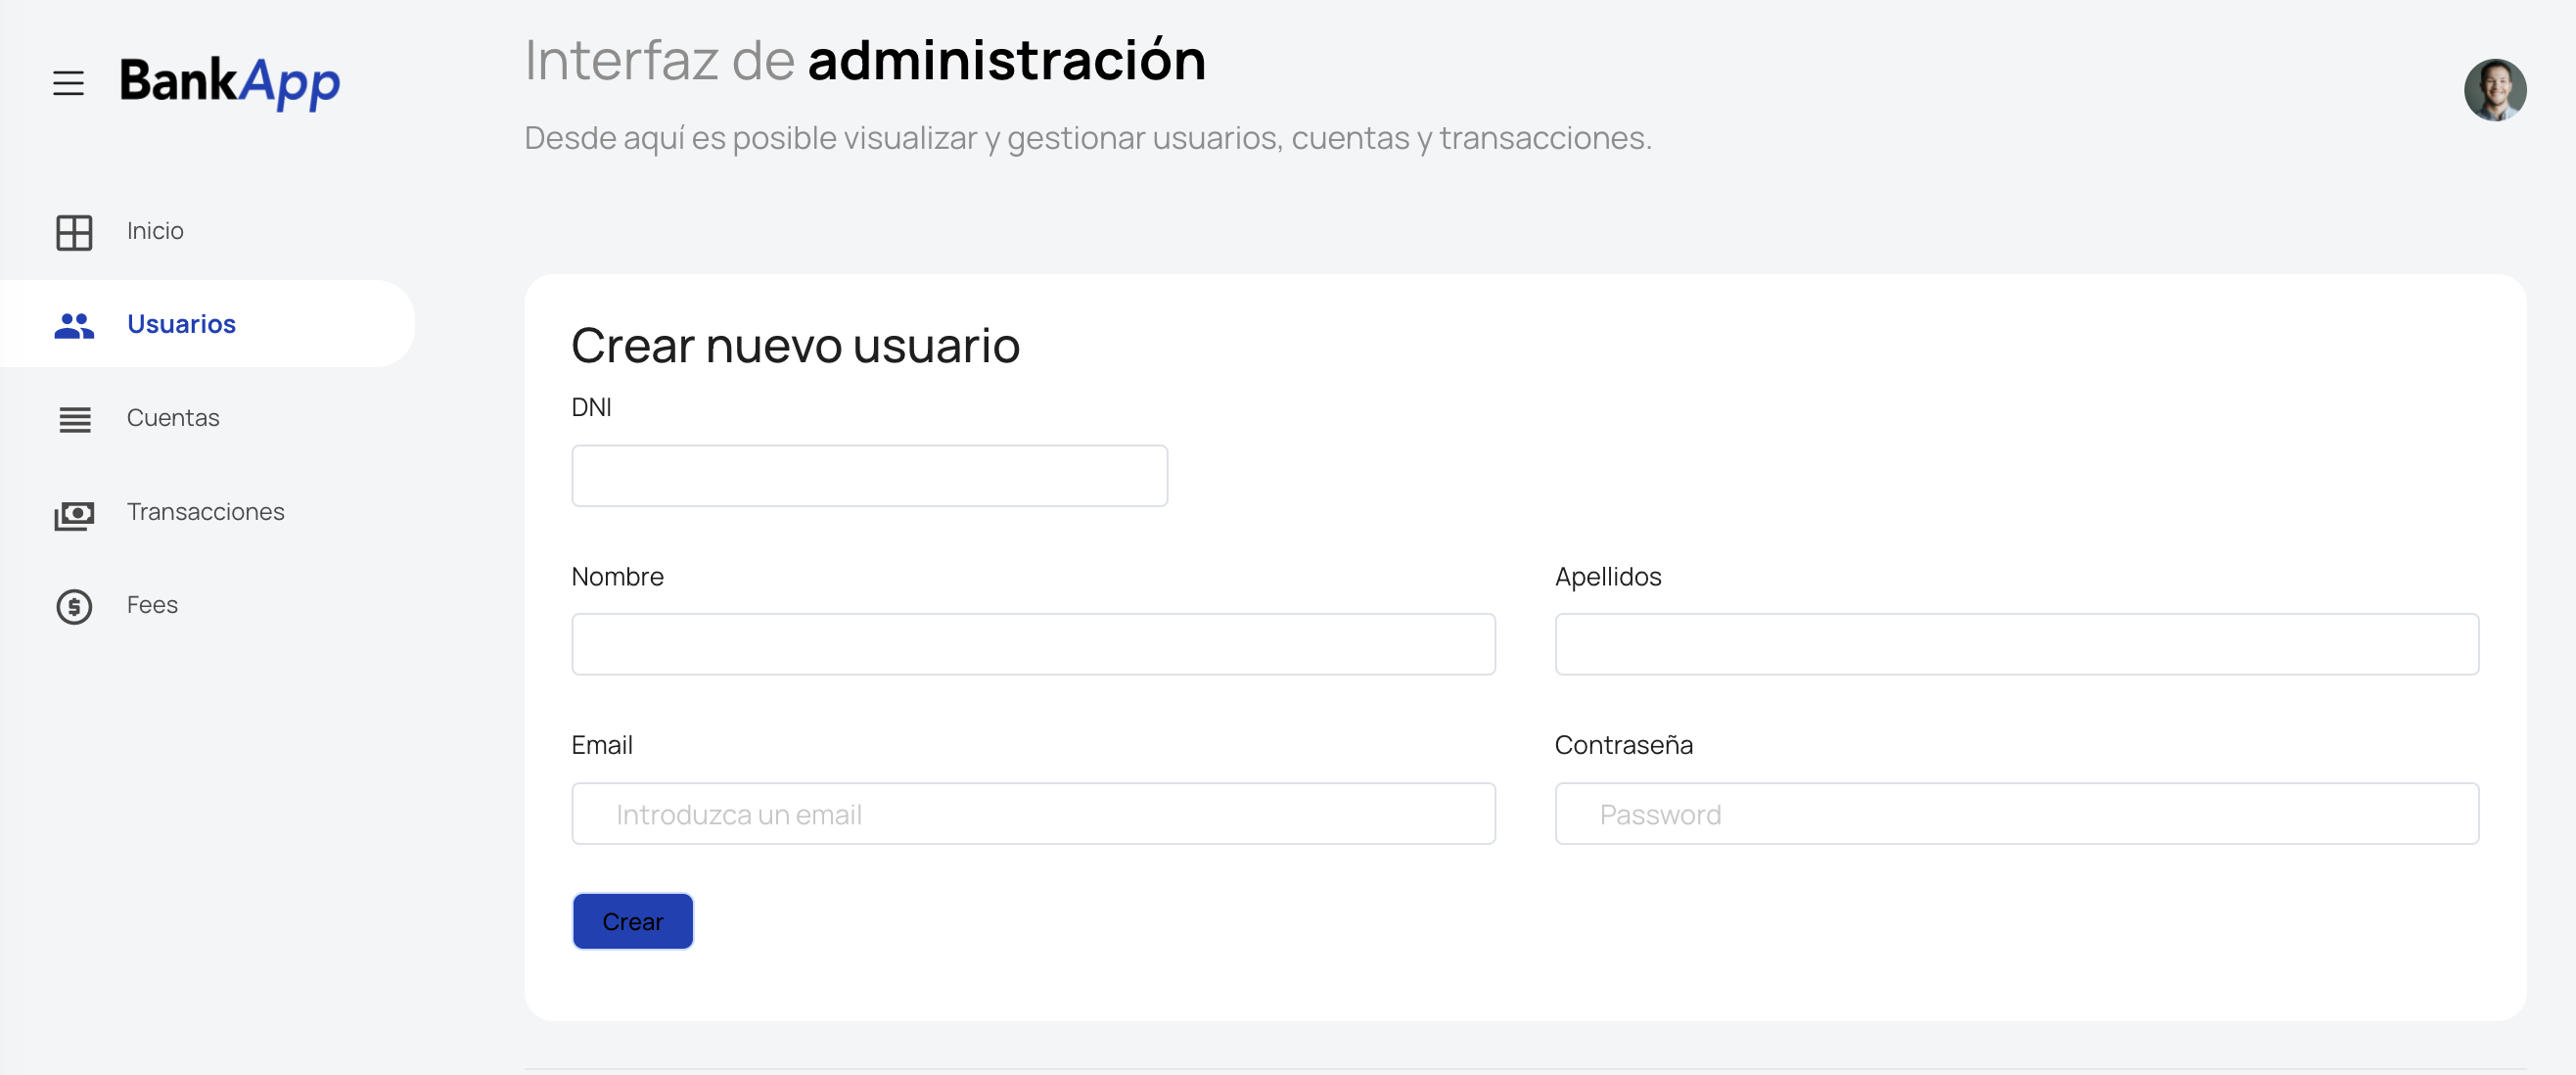 BankApp
Interfaz de administración
Desde aquí es posible visualizar y gestionar usuarios, cuentas y transacciones.
Inicio
Usuarios
Cuentas
Transacciones
Fees
Crear nuevo usuario
DNI
Nombre
Apellidos
Email
Contraseña
Introduzca un email
Password
Crear